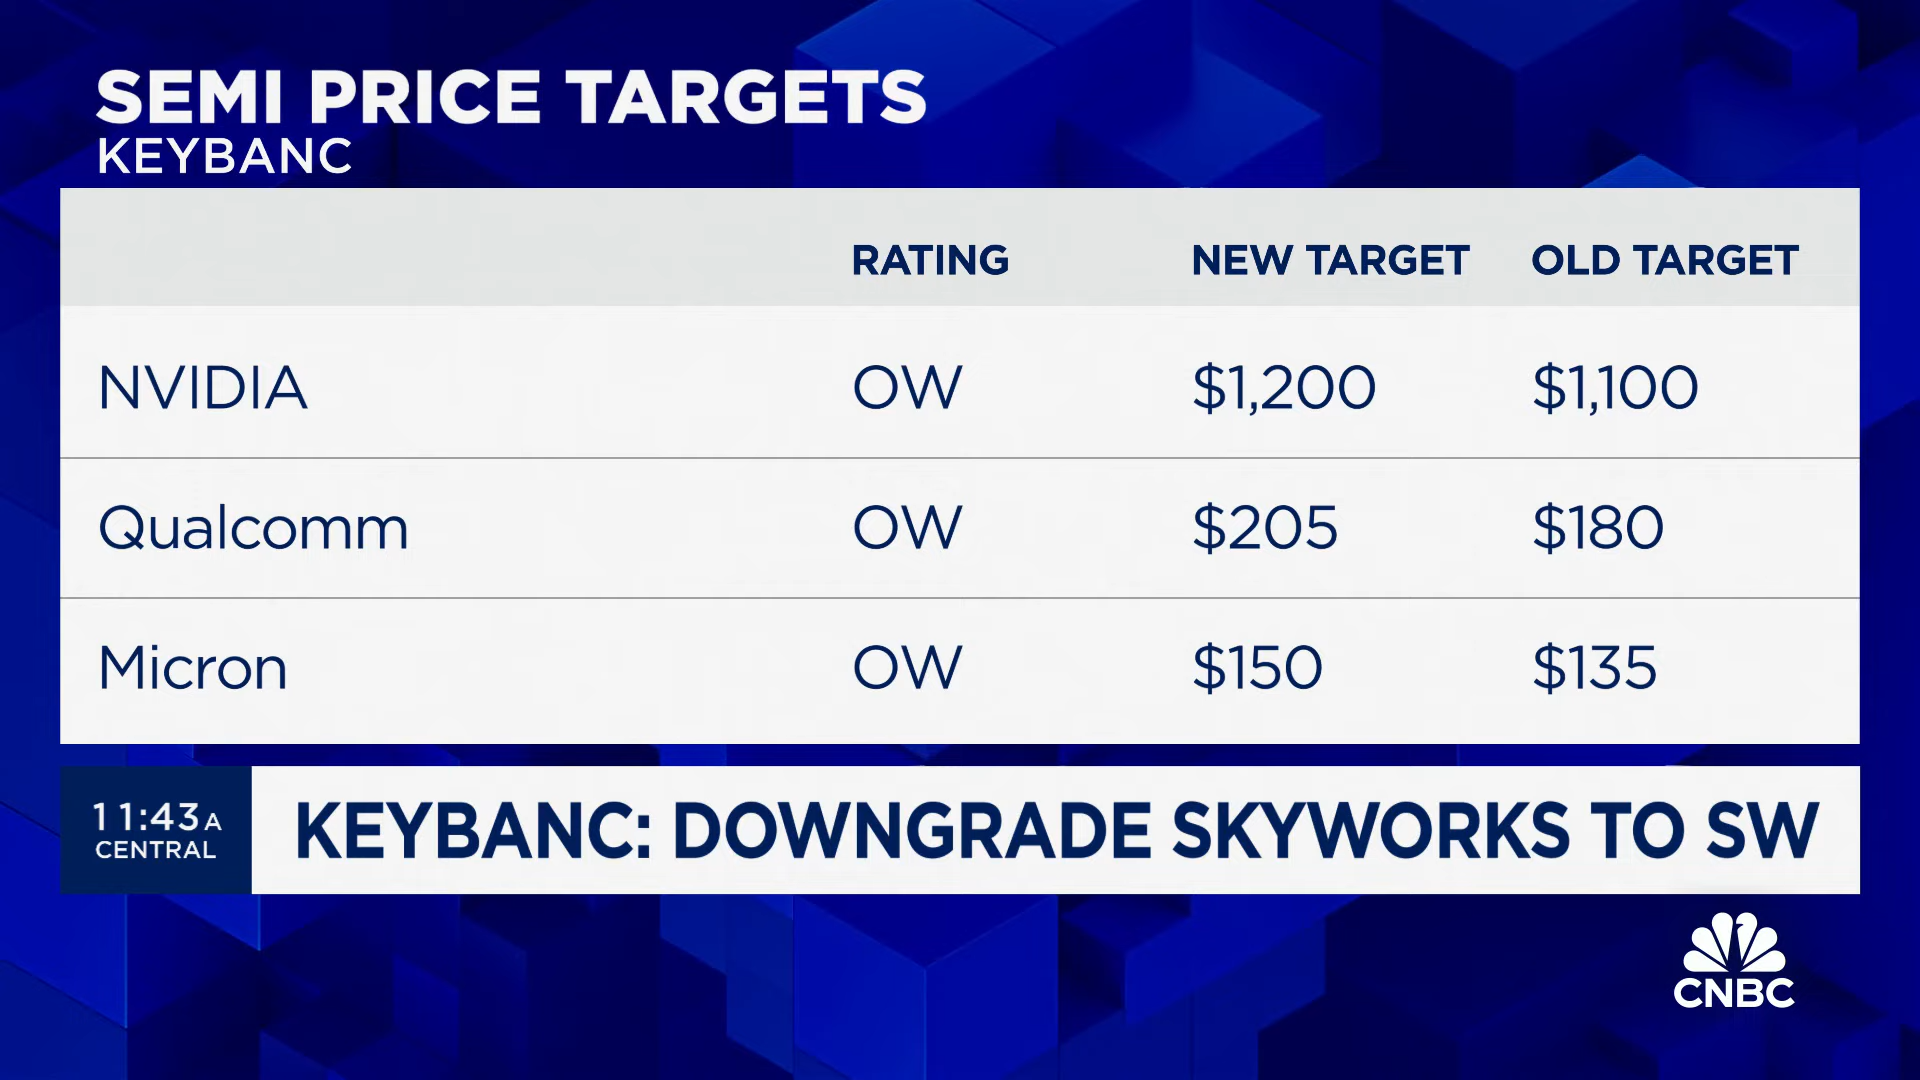 SEMI PRICE TARGETS
KEYBANC
RATING NEW TARGET OLD TARGET
NVIDIA OW $1,200 $1,100
Qualcomm OW $205 $180
Micron OW $150 $135
11:43A
CENTRAL
KEYBANC: DOWNGRADE SKYWORKS TO SW
CNBC